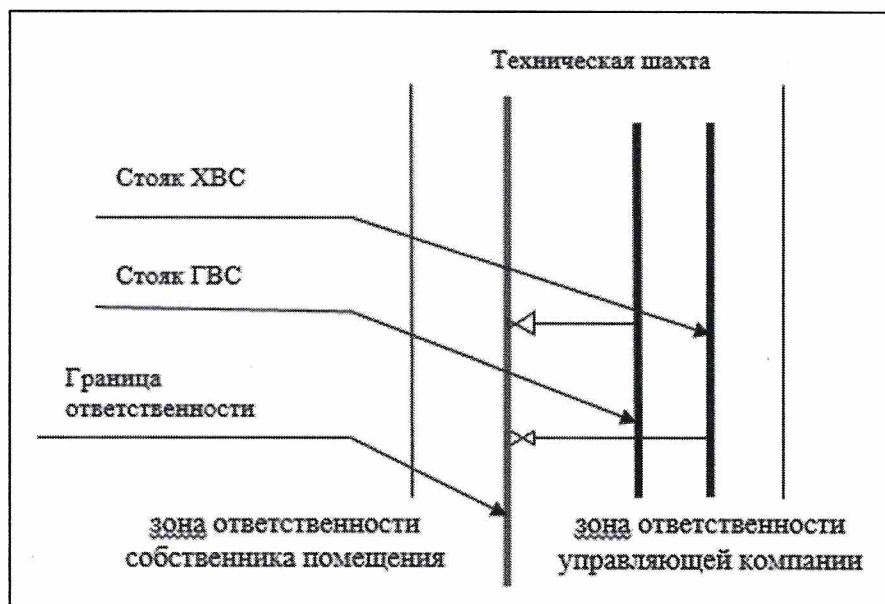 Техническая шахта
Стояк ХВС
Стояк ГВС
Граница
ответственности
зона ответственности
собственника помещения
зона ответственности
управляющей компании